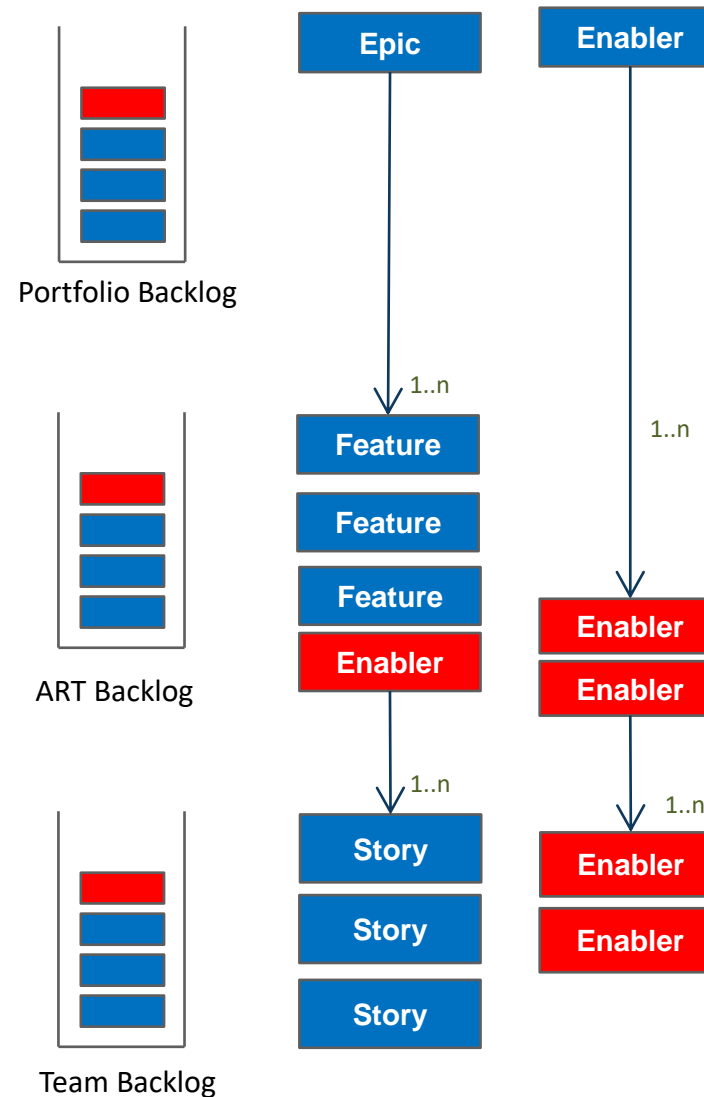 Epic
Enabler
Portfolio Backlog
1..n
1..n
Feature
Feature
Feature
Enabler
Enabler
Enabler
ART Backlog
1..n
1..n
Story
Enabler
Story
Enabler
Story
Team Backlog